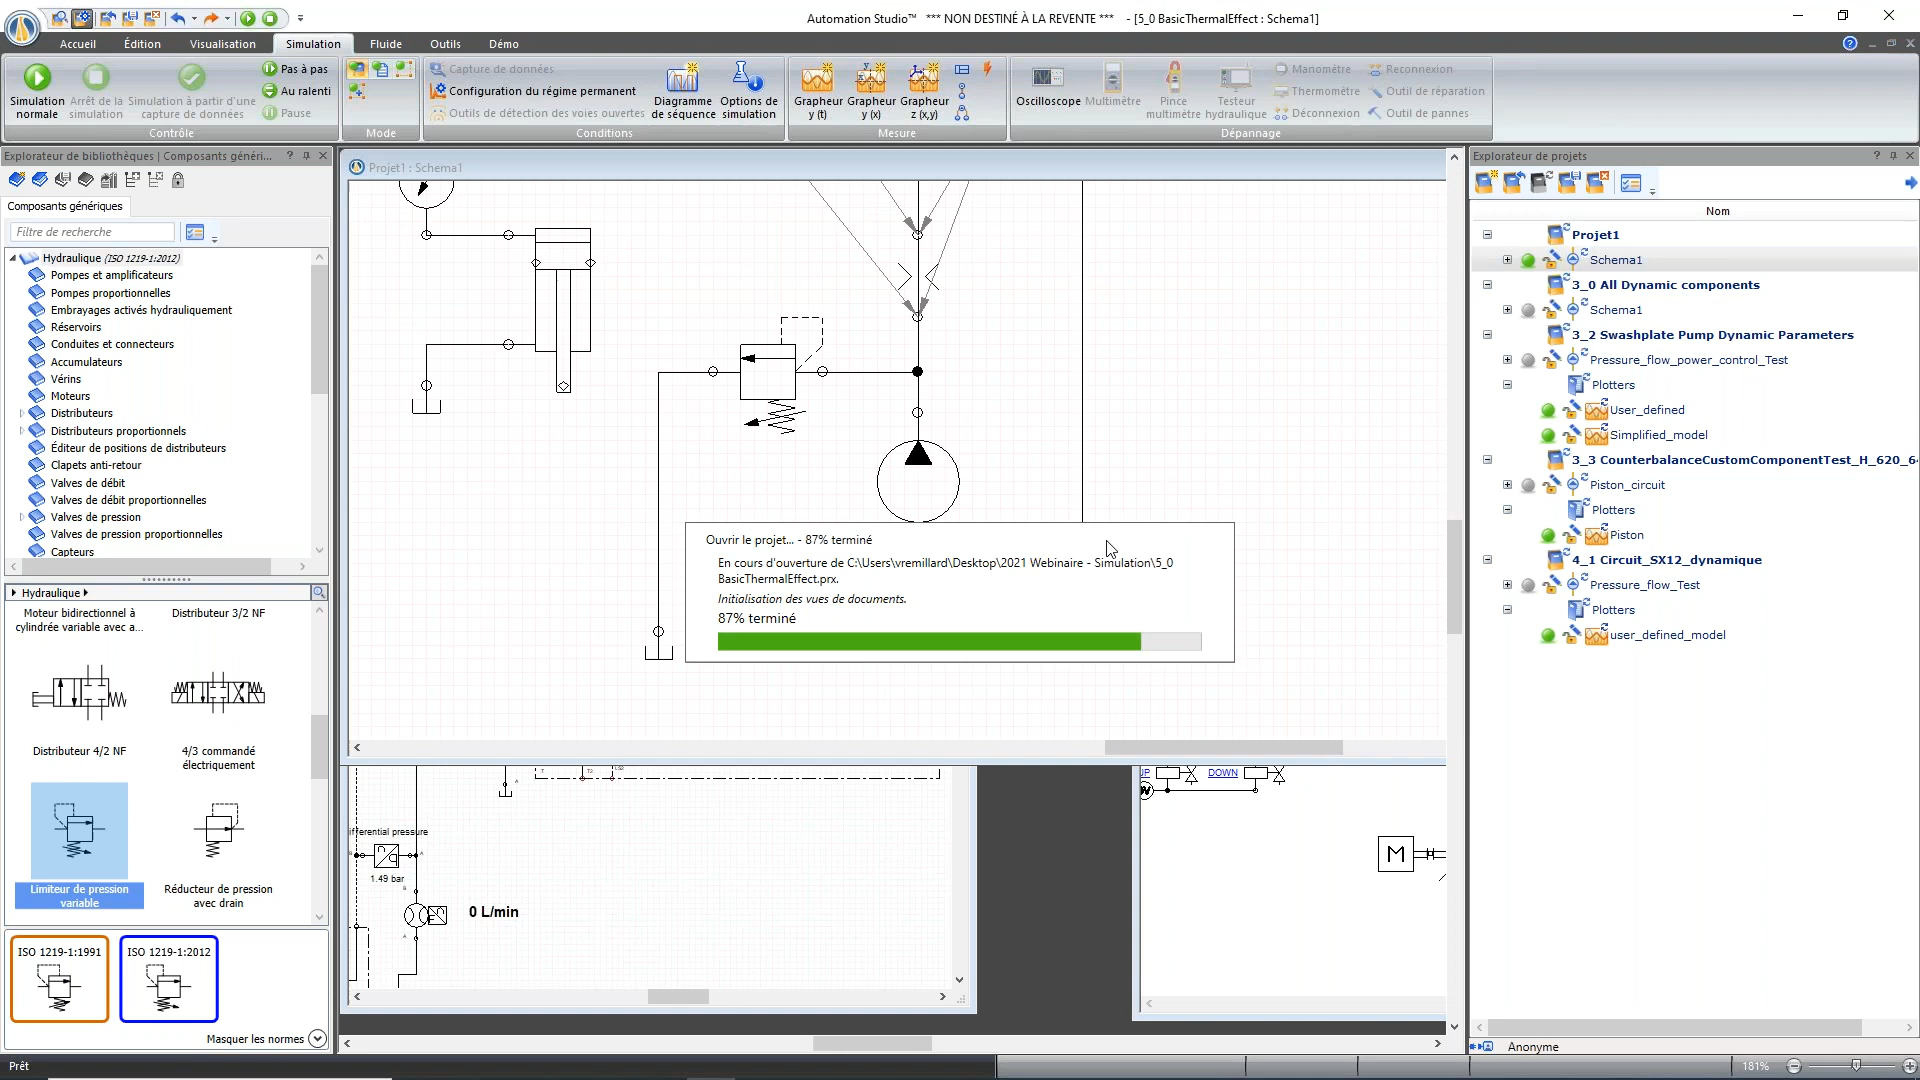 Automation Studio™ *** NON DESTINÉ À LA REVENTE *** - [5_0 BasicThermalEffect : Schema1]
Accueil Édition Visualisation Simulation Fluide Outils Démo
Simulation normale
Arrêt de la simulation
Simulation à partir d'une capture de données
Pas à pas
Au ralenti
Pause
Contrôle
Mode
Capture de données
Configuration du régime permanent
Outils de détection des voies ouvertes
Diagramme de séquence
Options de simulation
Conditions
Grapheur y (t)
Grapheur y (x)
Grapheur z (x,y)
Mesure
Oscilloscope
Multimètre
Pince multimètre
Testeur hydraulique
Manomètre
Thermomètre
Déconnexion
Reconnexion
Outil de réparation
Outil de pannes
Dépannage
Explorateur de bibliothèques | Composants généri...
Composants génériques
Filtre de recherche
Hydraulique (ISO 1219-1:2012)
Pompes et amplificateurs
Pompes proportionnelles
Embrayages activés hydrauliquement
Réservoirs
Conduites et connecteurs
Accumulateurs
Vérins
Moteurs
Distributeurs
Distributeurs proportionnels
Éditeur de positions de distributeurs
Clapets anti-retour
Valves de débit
Valves de débit proportionnelles
Valves de pression
Valves de pression proportionnelles
Capteurs
Hydraulique
Moteur bidirectionnel à cylindrée variable avec a...
Distributeur 3/2 NF
Distributeur 4/2 NF
4/3 commandé électriquement
Limiteur de pression variable
Réducteur de pression avec drain
ISO 1219-1:1991
ISO 1219-1:2012
Masquer les normes
Prêt
Projet1 : Schema1
Ouvrir le projet... - 87% terminé
En cours d'ouverture de C:\Users\vremillard\Desktop\2021 Webinaire - Simulation\5_0
BasicThermalEffect.prx.
Initialisation des vues de documents.
87% terminé
ifferential pressure
1.49 bar
0 L/min
UP
DOWN
M
Explorateur de projets
Nom
Projet1
Schema1
3_0 All Dynamic components
Schema1
3_2 Swashplate Pump Dynamic Parameters
Pressure_flow_power_control_Test
Plotters
User_defined
Simplified_model
3_3 CounterbalanceCustomComponentTest_H_620_6
Piston_circuit
Plotters
Piston
4_1 Circuit_SX12_dynamique
Pressure_flow_Test
Plotters
user_defined_model
Anonyme
181%